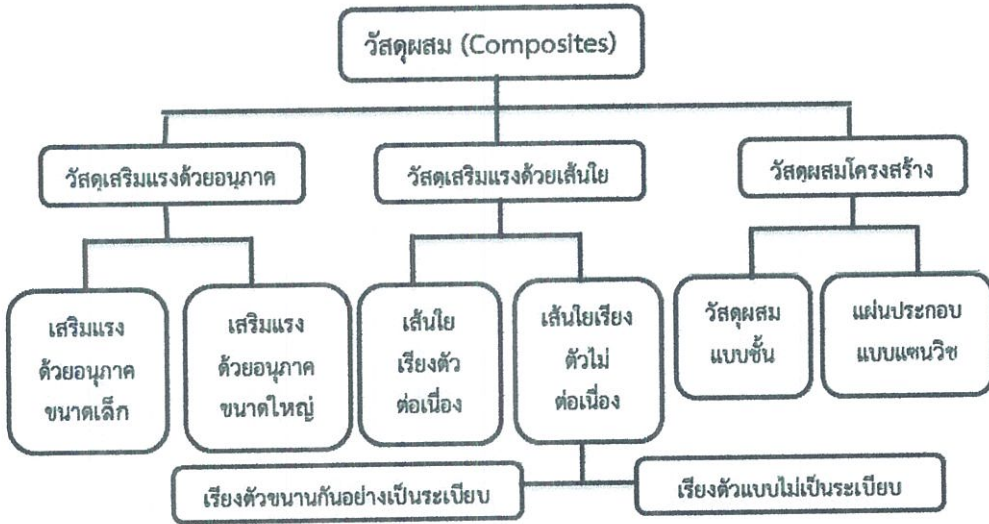 วัสดุผสม (Composites)
วัสดุเสริมแรงด้วยอนุภาค
วัสดุเสริมแรงด้วยเส้นใย
วัสดุผสมโครงสร้าง
เสริมแรง
ด้วยอนุภาค
ขนาดเล็ก
เสริมแรง
ด้วยอนุภาค
ขนาดใหญ่
เส้นใย
เรียงตัว
ต่อเนื่อง
เส้นใยเรียง
ตัวไม่
ต่อเนื่อง
วัสดุผสม
แบบชั้น
แผ่นประกอบ
แบบแซนวิช
เรียงตัวขนานกันอย่างเป็นระเบียบ
เรียงตัวแบบไม่เป็นระเบียบ